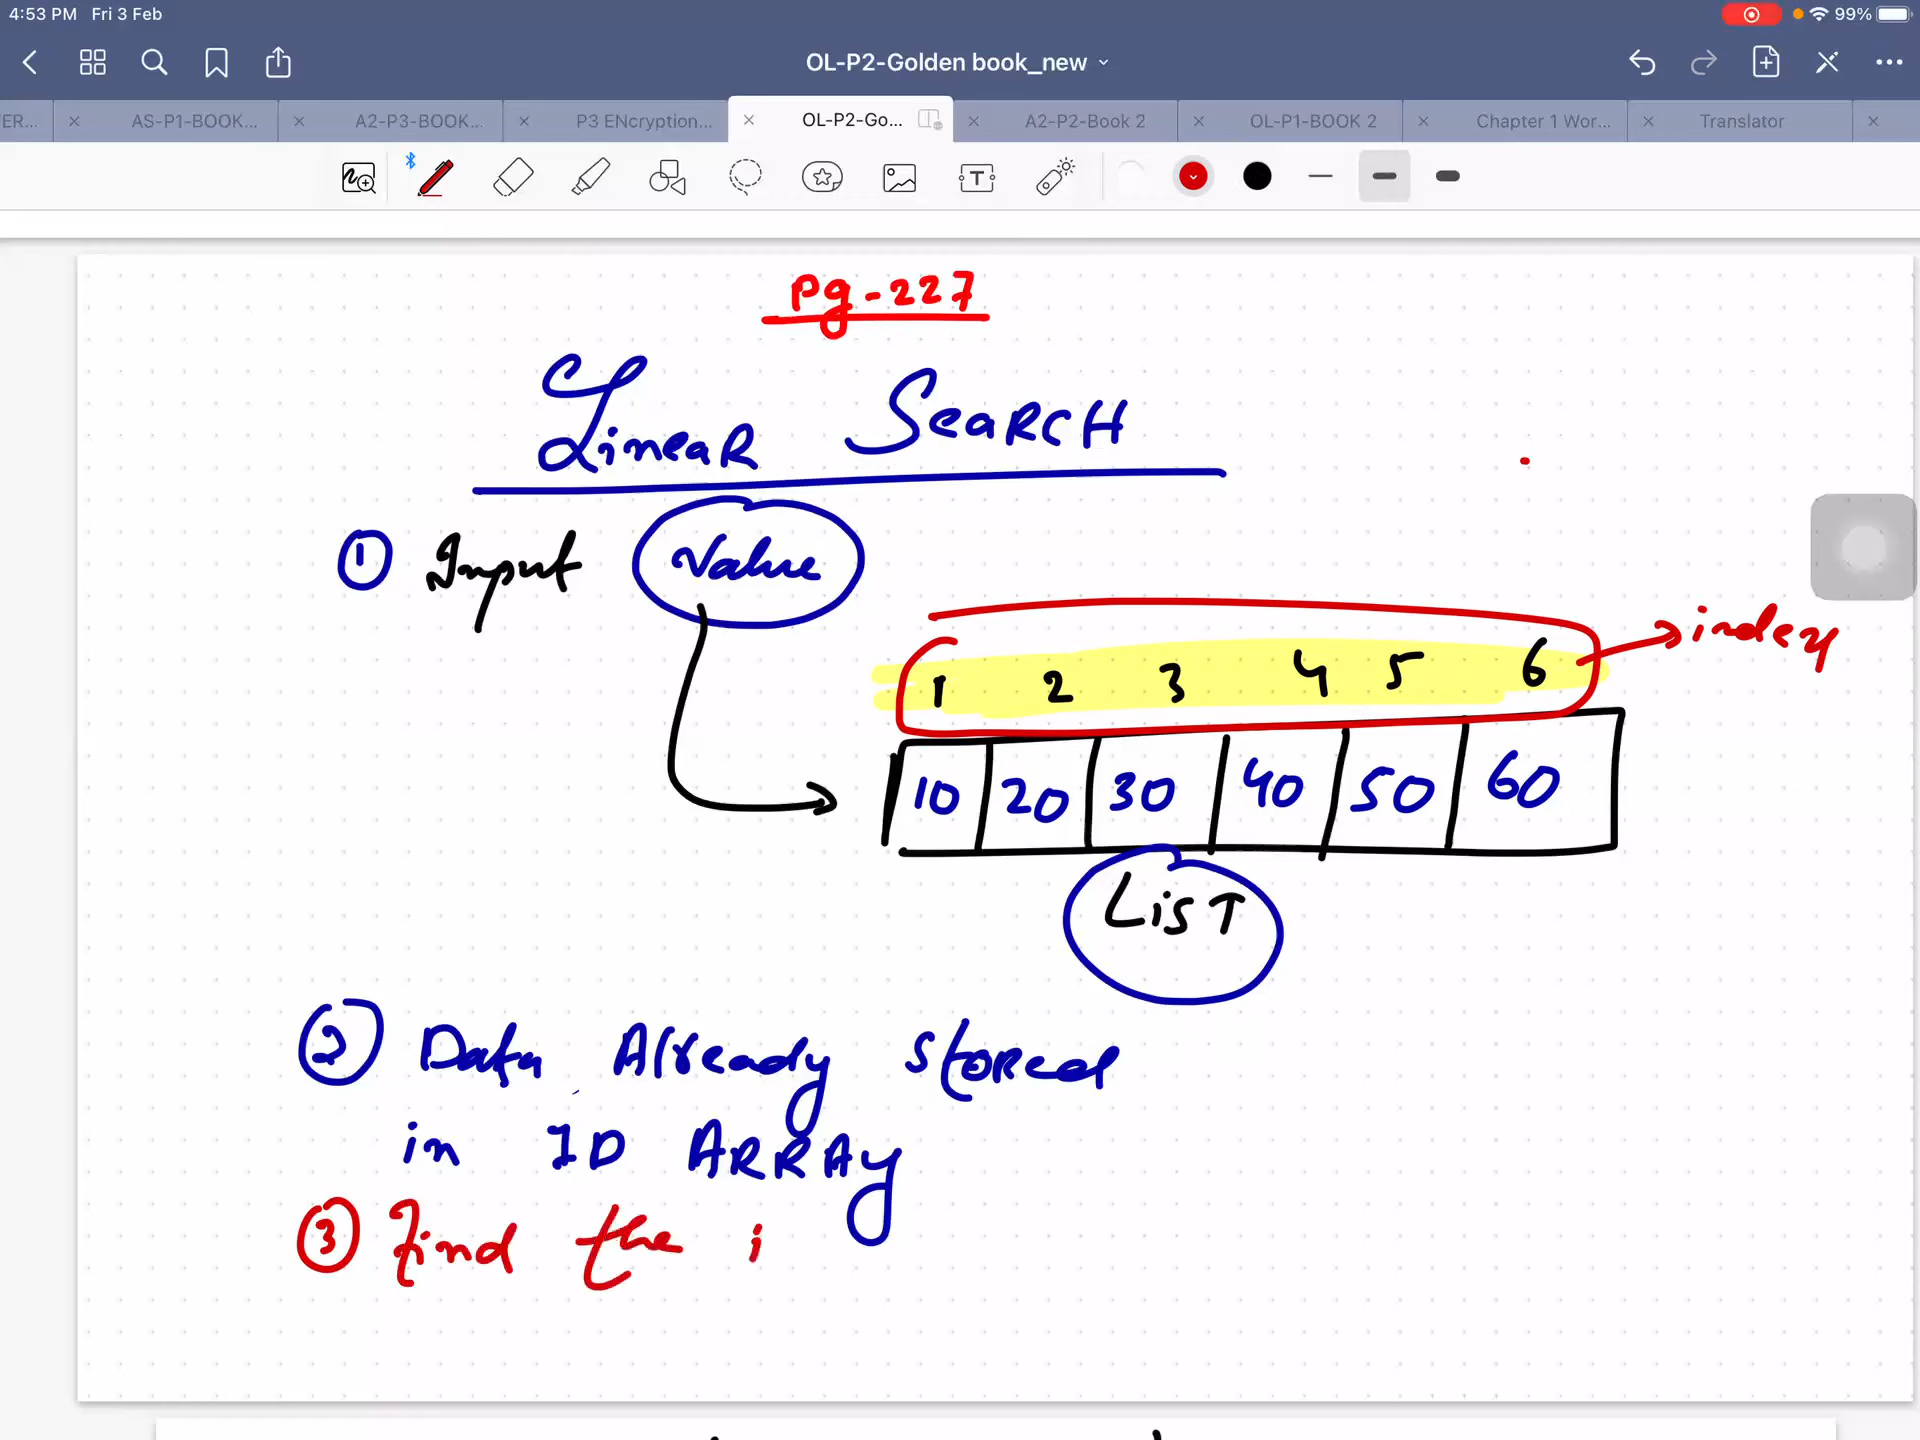 4:53 PM Fri 3 Feb
99%
OL-P2-Golden book_new
ER...
AS-P1-BOOK...
A2-P3-BOOK...
P3 ENcryption...
OL-P2-Go...
A2-P2-Book 2
OL-P1-BOOK 2
Chapter 1 Wor...
Translator
T
Pg-227
Linear SeaRCH
① Input Value
index
1 2 3 4 5 6
10 20 30 40 50 60
LisT
② Data Already Stored
in 1D ARRAy
③ Find the i